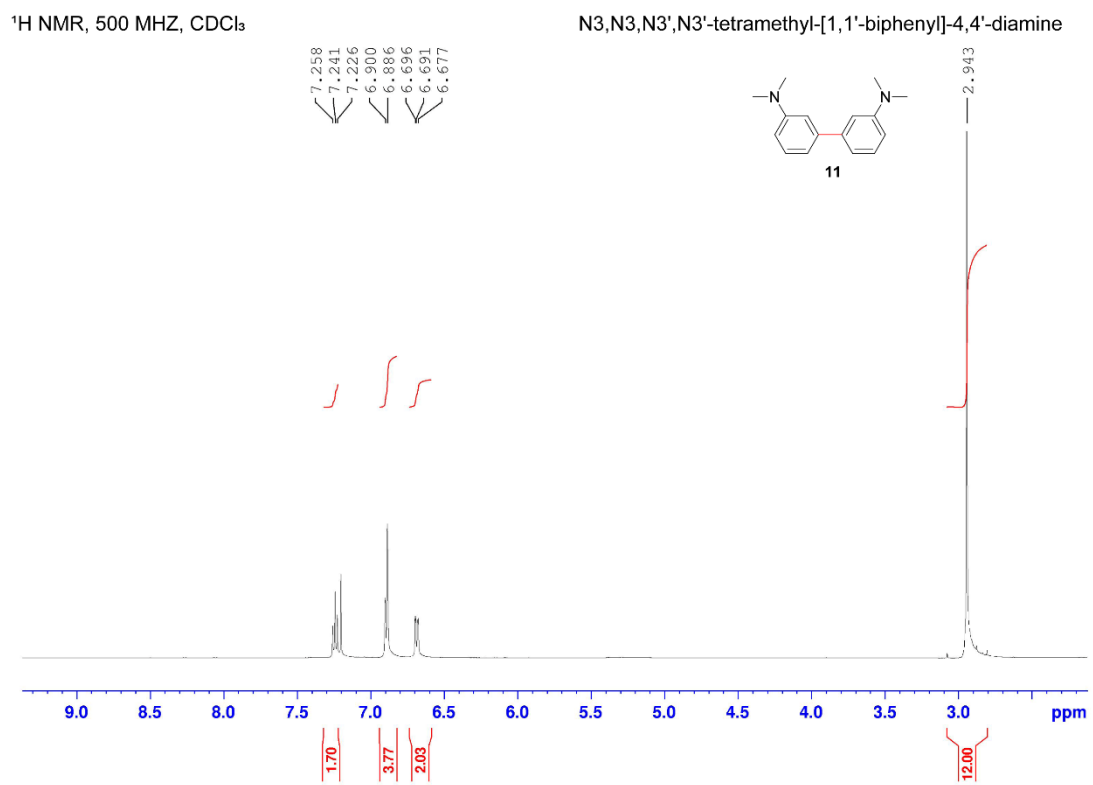 ¹H NMR, 500 MHZ, CDCl₃
N3,N3,N3',N3'-tetramethyl-[1,1'-biphenyl]-4,4'-diamine
7.258
7.241
7.226
6.900
6.886
6.696
6.691
6.677
2.943
N
N
11
9.0 8.5 8.0 7.5 7.0 6.5 6.0 5.5 5.0 4.5 4.0 3.5 3.0 ppm
1.70
3.77
2.03
12.00